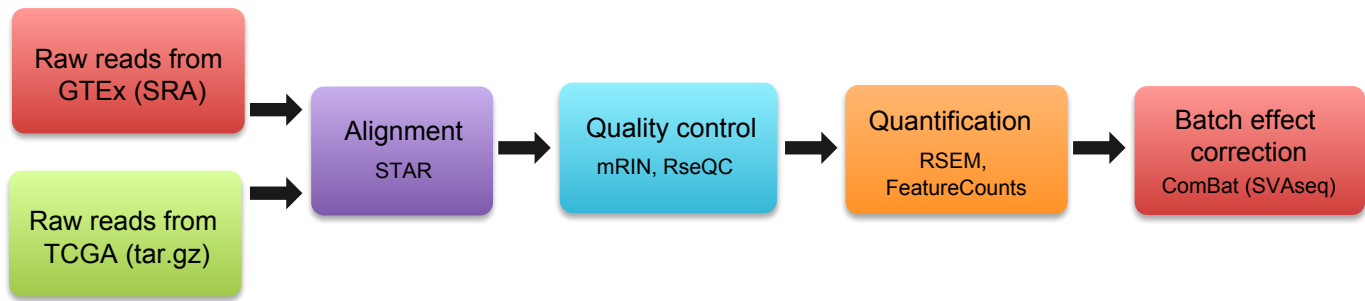 Raw reads from
GTEx (SRA)
Raw reads from
TCGA (tar.gz)
Alignment
STAR
Quality control
mRIN, RseQC
Quantification
RSEM,
FeatureCounts
Batch effect
correction
ComBat (SVAseq)